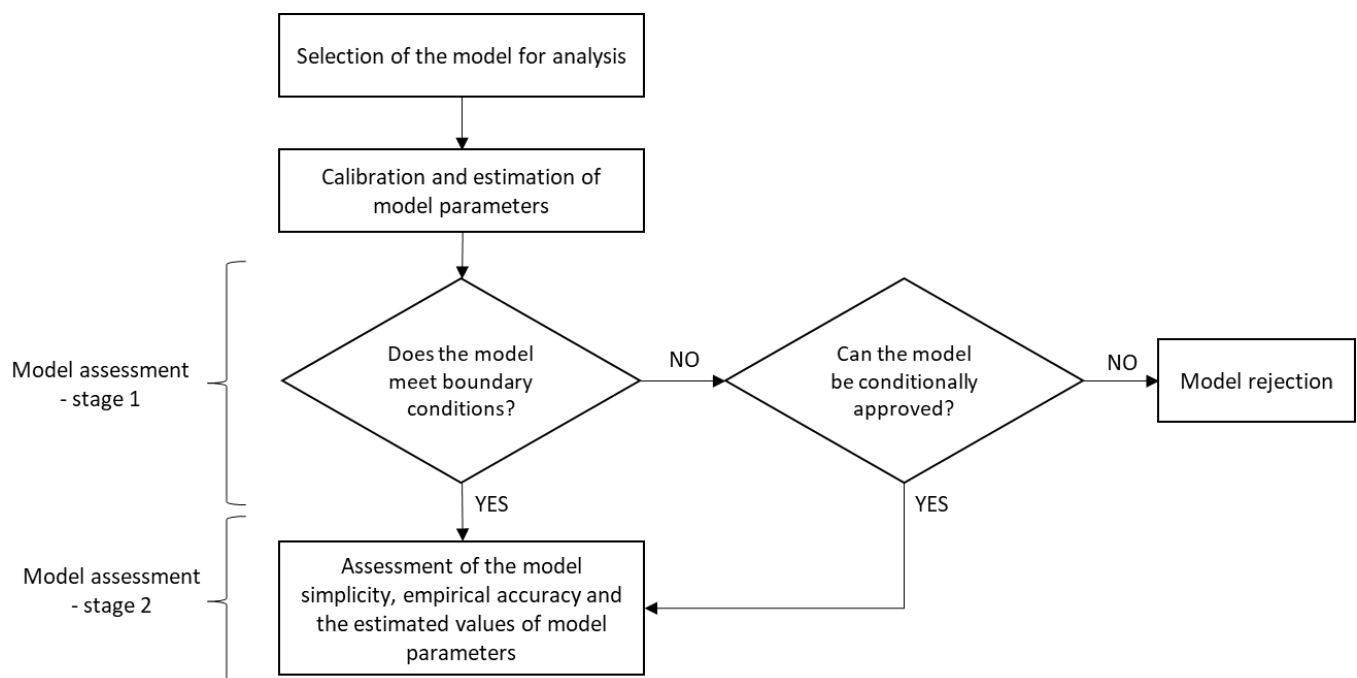 Selection of the model for analysis
Calibration and estimation of
model parameters
Model assessment
- stage 1
Does the model
meet boundary
conditions?
NO
Can the model
be conditionally
approved?
NO
Model rejection
YES
YES
Model assessment
- stage 2
Assessment of the model
simplicity, empirical accuracy and
the estimated values of model
parameters